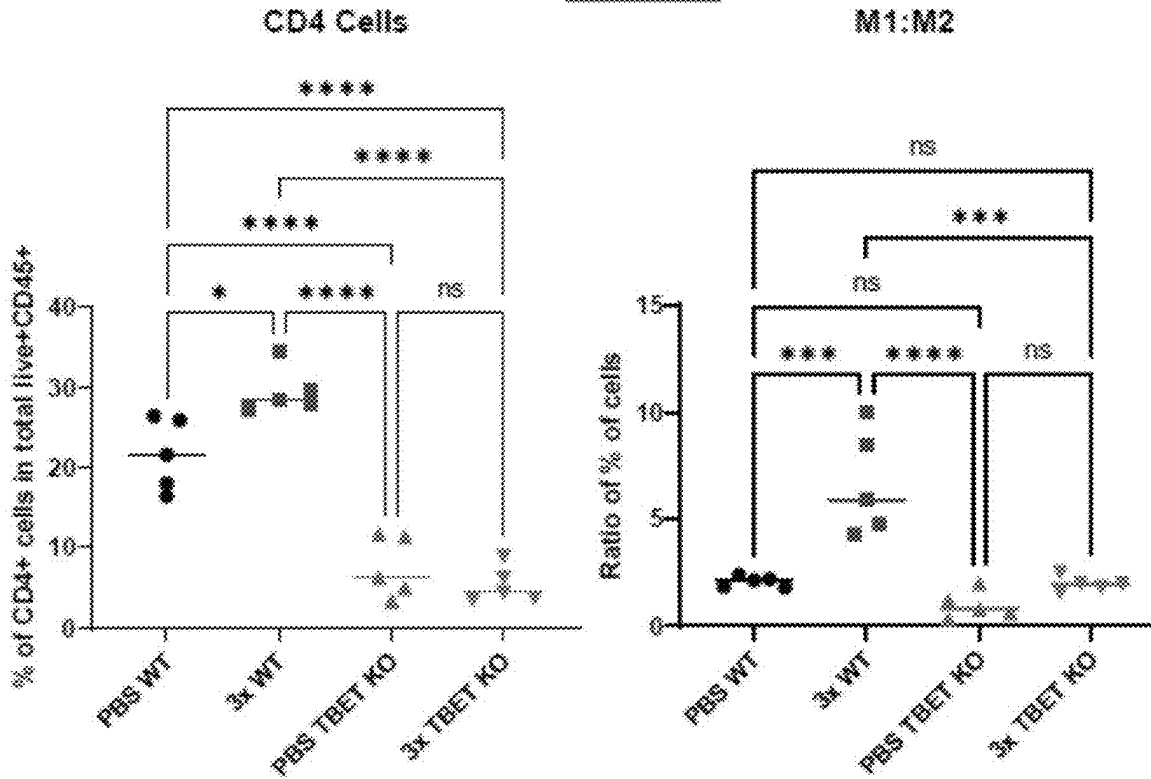 CD4 Cells
****
****
****
*
****
ns
% of CD4+ cells in total live+CD45+
40
30
20
10
0
PBS WT
3x WT
PBS TBET KO
3x TBET KO
M1:M2
ns
***
ns
***
****
ns
Ratio of % of cells
15
10
5
0
PBS WT
3x WT
PBS TBET KO
3x TBET KO